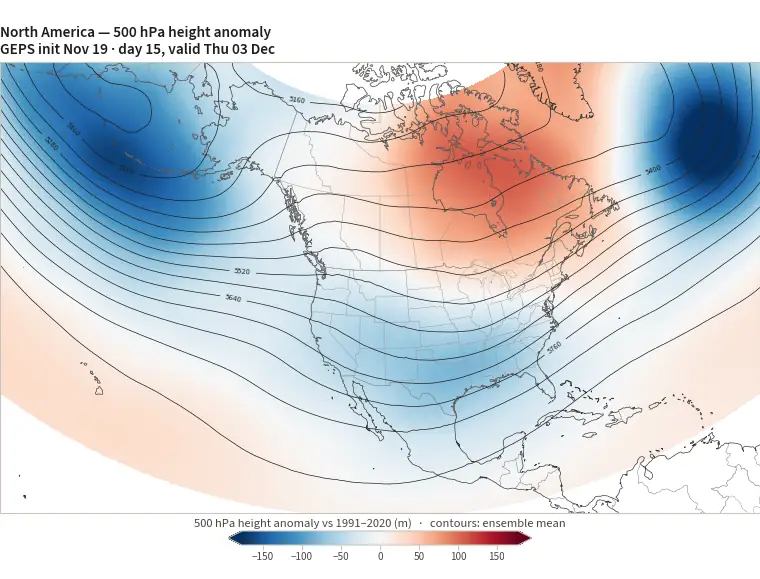 North America — 500 hPa height anomaly
GEPS init Nov 19 · day 15, valid Thu 03 Dec
5160
5400
5520
5640
5760
500 hPa height anomaly vs 1991–2020 (m) · contours: ensemble mean
−150 −100 −50 0 50 100 150